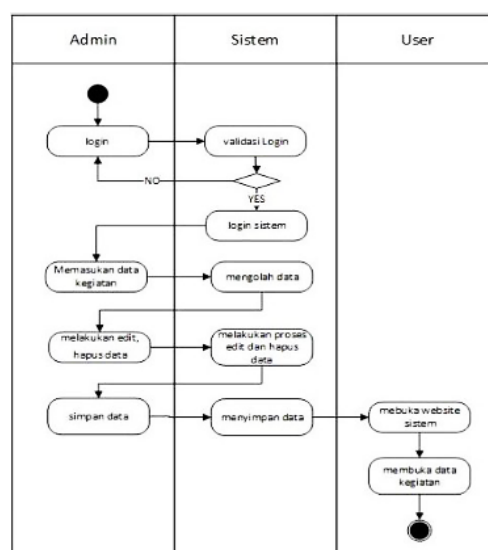 Admin
Sistem
User
login
validasi Login
NO
YES
login sistem
Memasukan data
kegiatan
mengolah data
melakukan edit,
hapus data
melakukan proses
edit dan hapus
data
simpan data
menyimpan data
mebuka website
sistem
membuka data
kegiatan